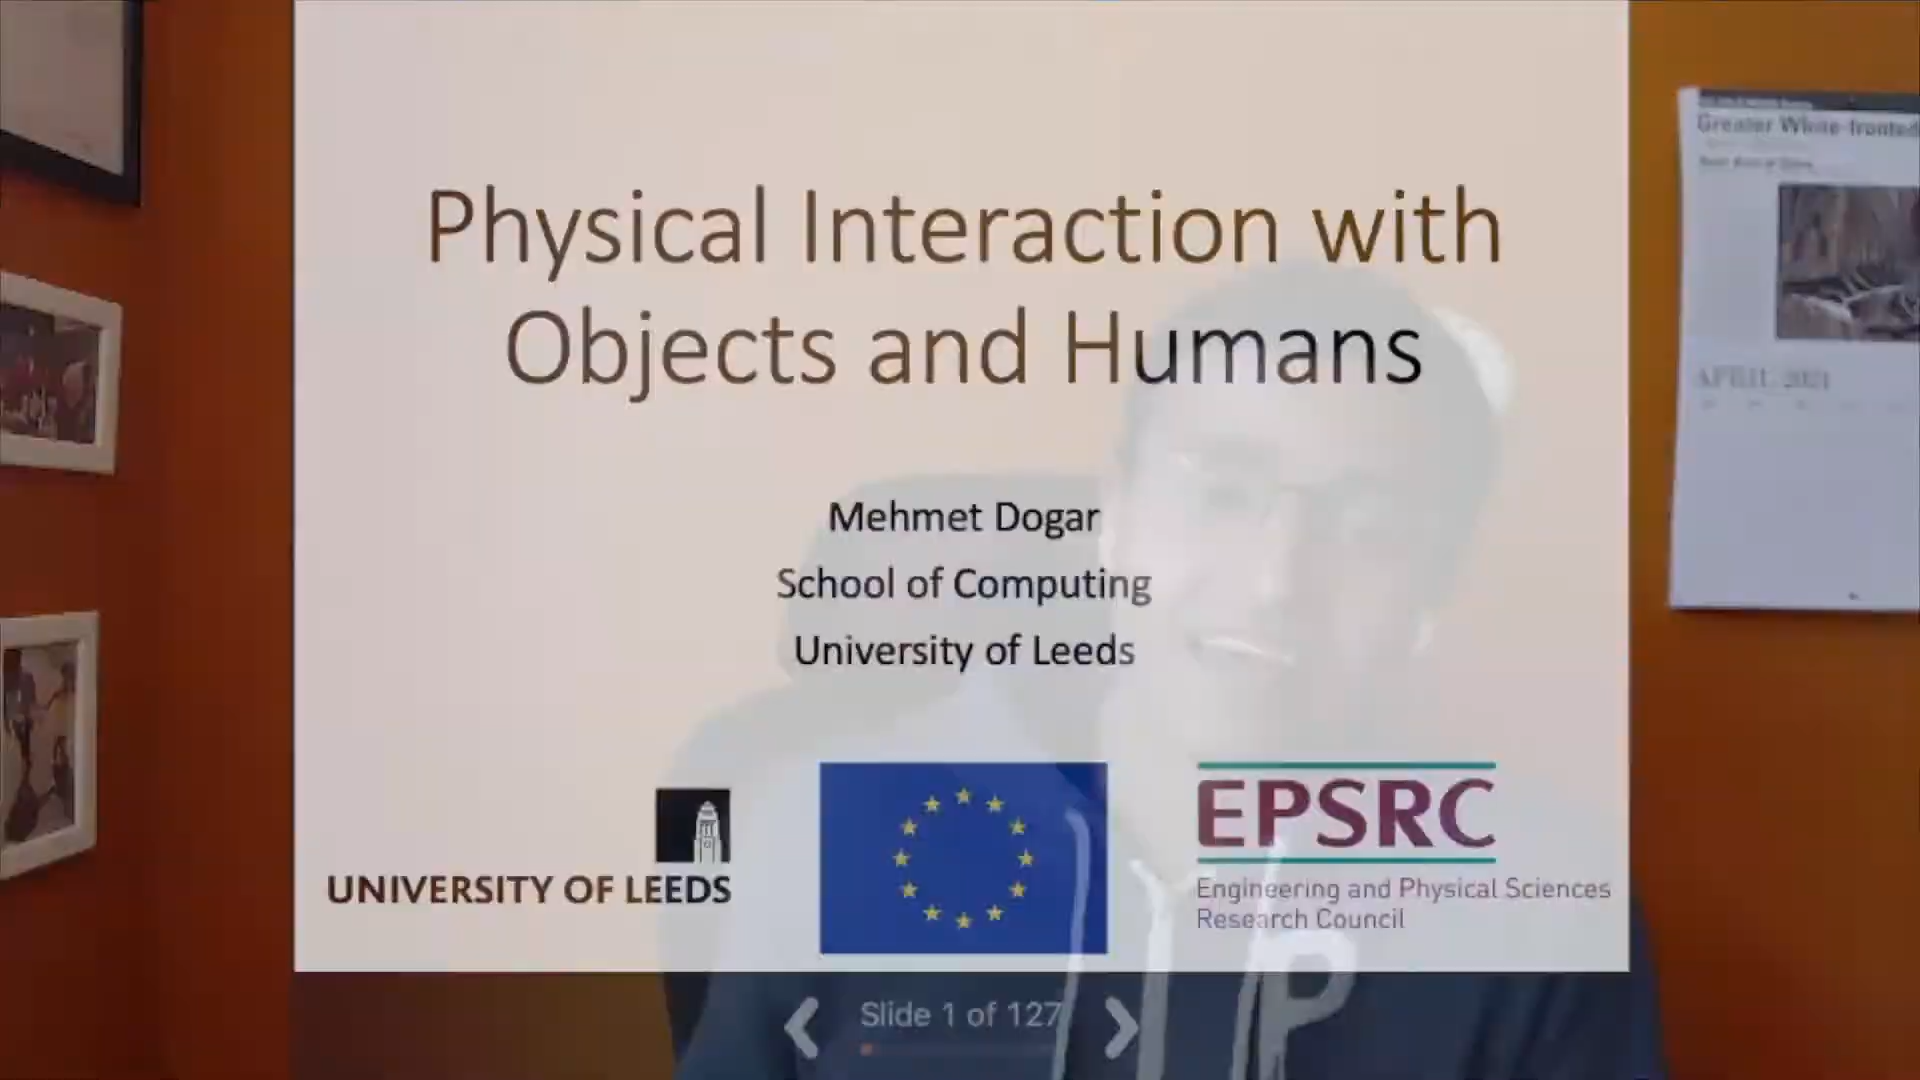 Physical Interaction with
Objects and Humans
Mehmet Dogar
School of Computing
University of Leeds
UNIVERSITY OF LEEDS
EPSRC
Engineering and Physical Sciences
Research Council
Slide 1 of 127
Greater White-fronted
APRIL 2021
P